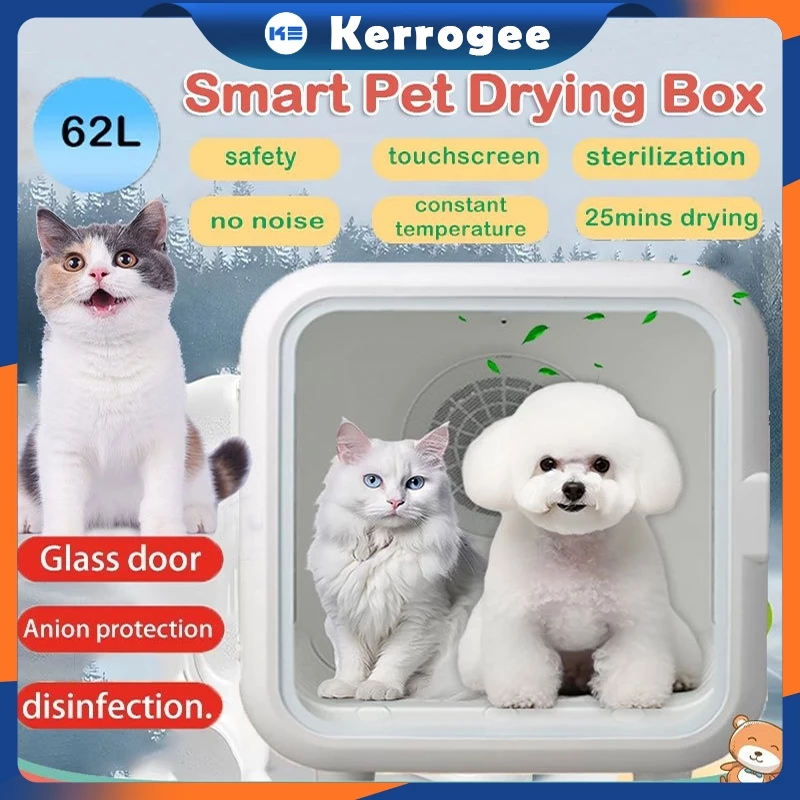 KE Kerrogee
Smart Pet Drying Box
62L
safety
touchscreen
sterilization
no noise
constant
temperature
25mins drying
Glass door
Anion protection
disinfection.